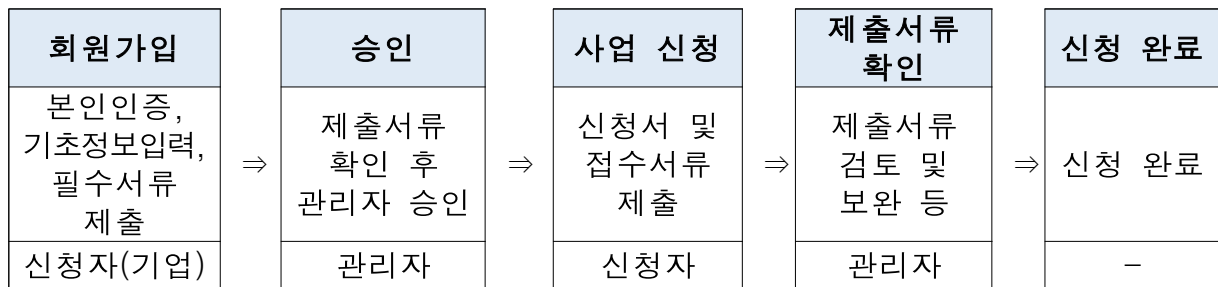 회원가입
⇒
승인
⇒
사업 신청
⇒
제출서류
확인
⇒
신청 완료
본인인증,
기초정보입력,
필수서류
제출
제출서류
확인 후
관리자 승인
신청서 및
접수서류
제출
제출서류
검토 및
보완 등
신청 완료
신청자(기업)
관리자
신청자
관리자
–